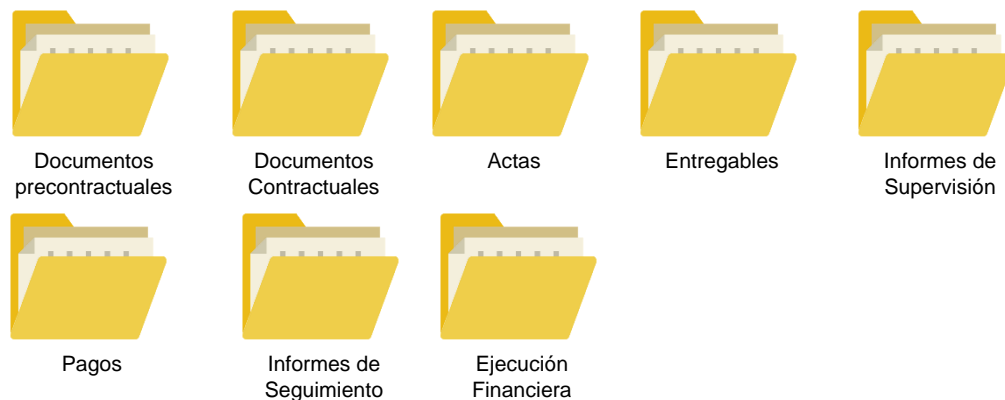 Documentos
precontractuales
Documentos
Contractuales
Actas
Entregables
Informes de
Supervisión
Pagos
Informes de
Seguimiento
Ejecución
Financiera